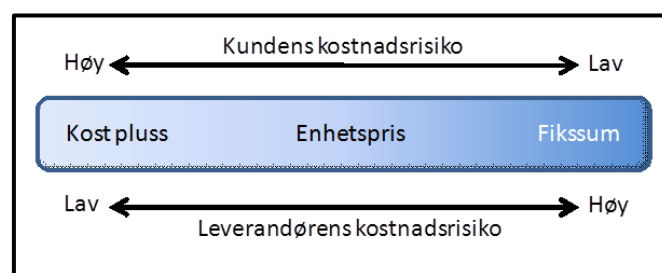 Kundens kostnadsrisiko
Høy Lav
Kost pluss Enhetspris Fikssum
Lav Høy
Leverandørens kostnadsrisiko